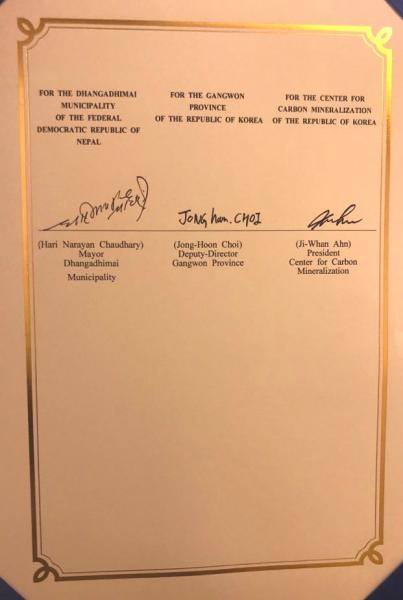 FOR THE DHANGADHIMAI
MUNICIPALITY
OF THE FEDERAL
DEMOCRATIC REPUBLIC OF
NEPAL
FOR THE GANGWON
PROVINCE
OF THE REPUBLIC OF KOREA
FOR THE CENTER FOR
CARBON MINERALIZATION
OF THE REPUBLIC OF KOREA
JONG hun. CHOI
(Hari Narayan Chaudhary)
Mayor
Dhangadhimai
Municipality
(Jong-Hoon Choi)
Deputy-Director
Gangwon Province
(Ji-Whan Ahn)
President
Center for Carbon
Mineralization